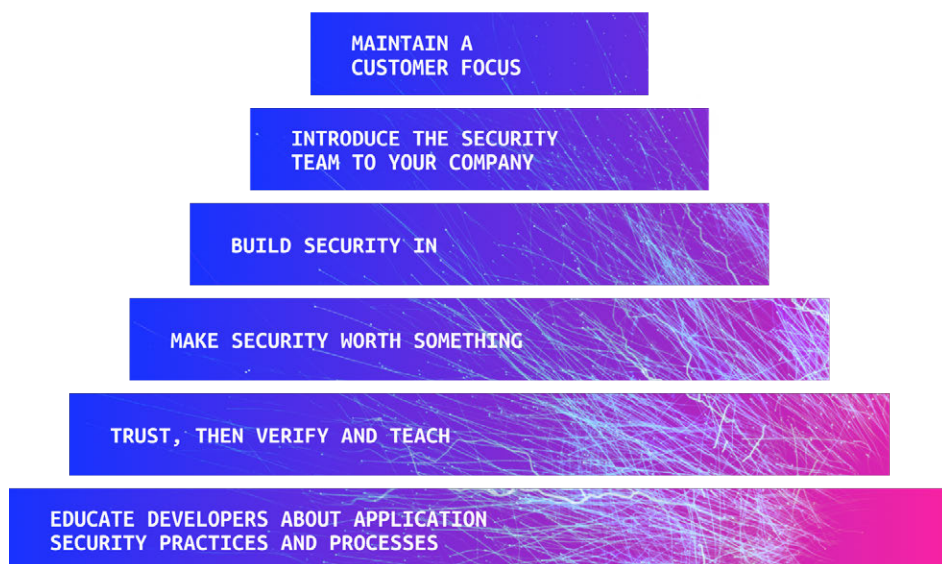 MAINTAIN A
CUSTOMER FOCUS
INTRODUCE THE SECURITY
TEAM TO YOUR COMPANY
BUILD SECURITY IN
MAKE SECURITY WORTH SOMETHING
TRUST, THEN VERIFY AND TEACH
EDUCATE DEVELOPERS ABOUT APPLICATION
SECURITY PRACTICES AND PROCESSES